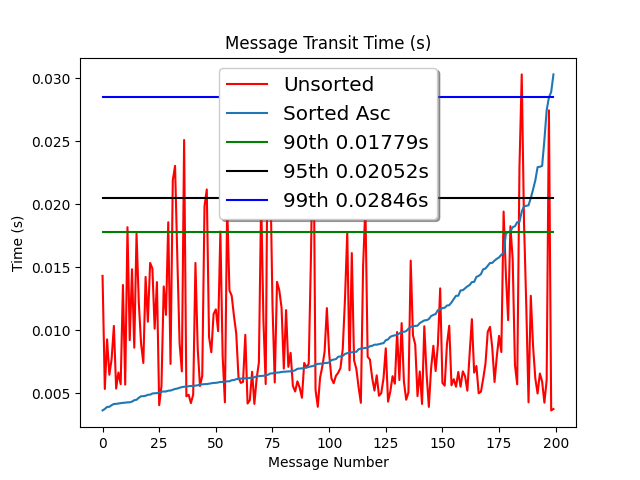 Message Transit Time (s)
Unsorted
Sorted Asc
90th 0.01779s
95th 0.02052s
99th 0.02846s
0.030
0.025
0.020
0.015
0.010
0.005
Time (s)
0 25 50 75 100 125 150 175 200
Message Number